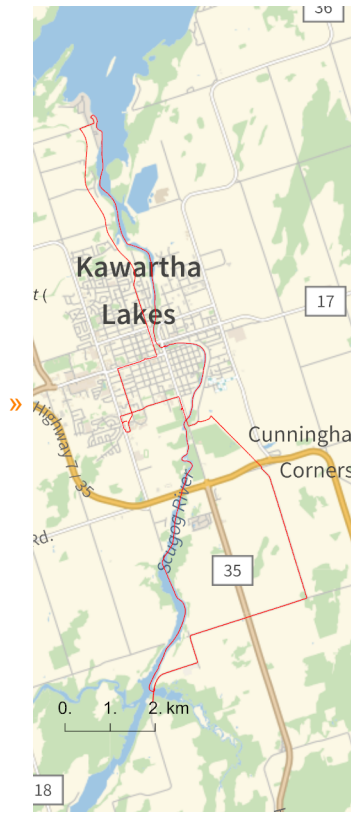 36
Kawartha
Lakes
t (
17
»
Highway 7 / 35
Cunningha
Corners
Rd.
Scugog River
35
0. 1. 2. km
18